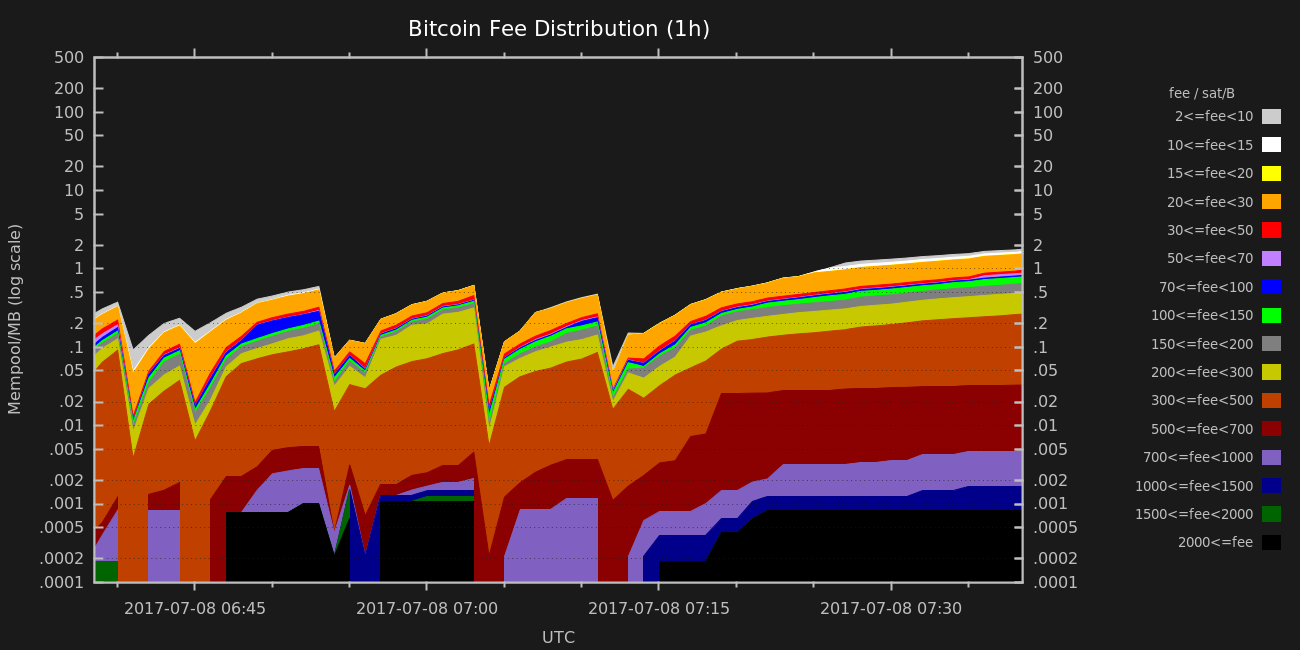 Bitcoin Fee Distribution (1h)
500
200
100
50
20
10
5
2
1
.5
.2
.1
.05
.02
.01
.005
.002
.001
.0005
.0002
.0001
Mempool/MB (log scale)
500
200
100
50
20
10
5
2
1
.5
.2
.1
.05
.02
.01
.005
.002
.001
.0005
.0002
.0001
2017-07-08 06:45
2017-07-08 07:00
2017-07-08 07:15
2017-07-08 07:30
UTC
fee / sat/B
2<=fee<10
10<=fee<15
15<=fee<20
20<=fee<30
30<=fee<50
50<=fee<70
70<=fee<100
100<=fee<150
150<=fee<200
200<=fee<300
300<=fee<500
500<=fee<700
700<=fee<1000
1000<=fee<1500
1500<=fee<2000
2000<=fee